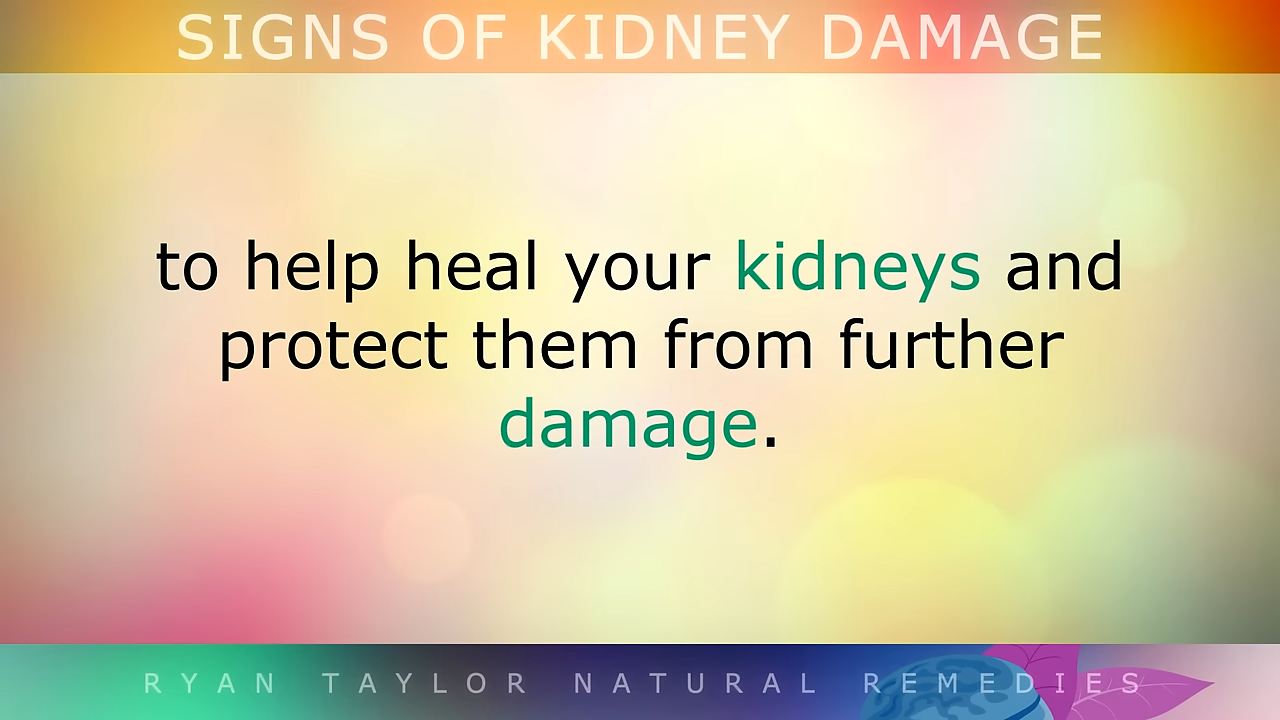 SIGNS OF KIDNEY DAMAGE
to help heal your kidneys and
protect them from further
damage.
RYAN TAYLOR NATURAL REMEDIES